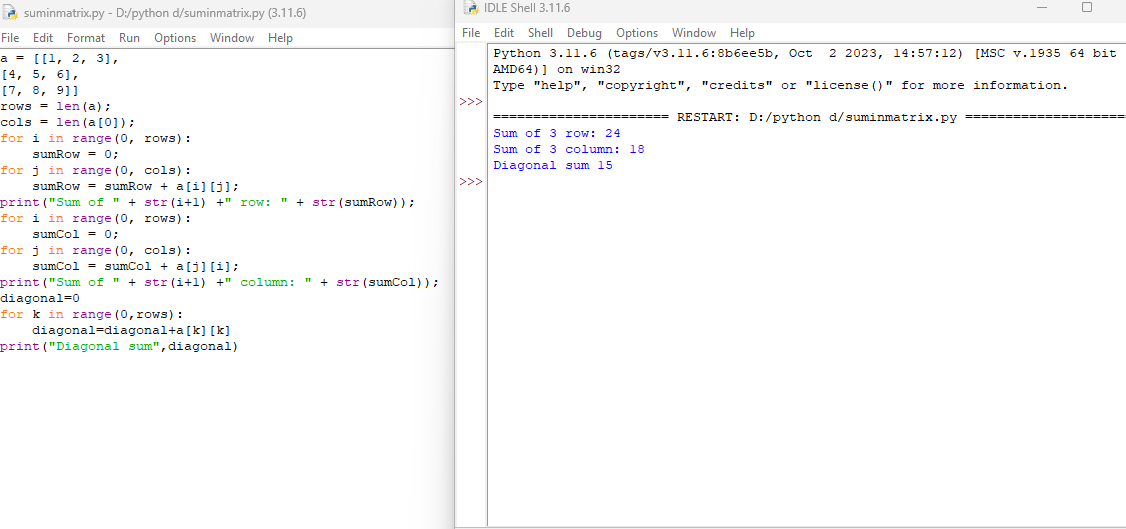 suminmatrix.py - D:/python d/suminmatrix.py (3.11.6)
File Edit Format Run Options Window Help
a = [[1, 2, 3],
[4, 5, 6],
[7, 8, 9]]
rows = len(a);
cols = len(a[0]);
for i in range(0, rows):
    sumRow = 0;
for j in range(0, cols):
    sumRow = sumRow + a[i][j];
print("Sum of " + str(i+1) +" row: " + str(sumRow));
for i in range(0, rows):
    sumCol = 0;
for j in range(0, cols):
    sumCol = sumCol + a[j][i];
print("Sum of " + str(i+1) +" column: " + str(sumCol));
diagonal=0
for k in range(0,rows):
    diagonal=diagonal+a[k][k]
print("Diagonal sum",diagonal)
IDLE Shell 3.11.6
File Edit Shell Debug Options Window Help
Python 3.11.6 (tags/v3.11.6:8b6ee5b, Oct  2 2023, 14:57:12) [MSC v.1935 64 bit
AMD64)] on win32
Type "help", "copyright", "credits" or "license()" for more information.
>>>
====================== RESTART: D:/python d/suminmatrix.py ====================
Sum of 3 row: 24
Sum of 3 column: 18
Diagonal sum 15
>>>